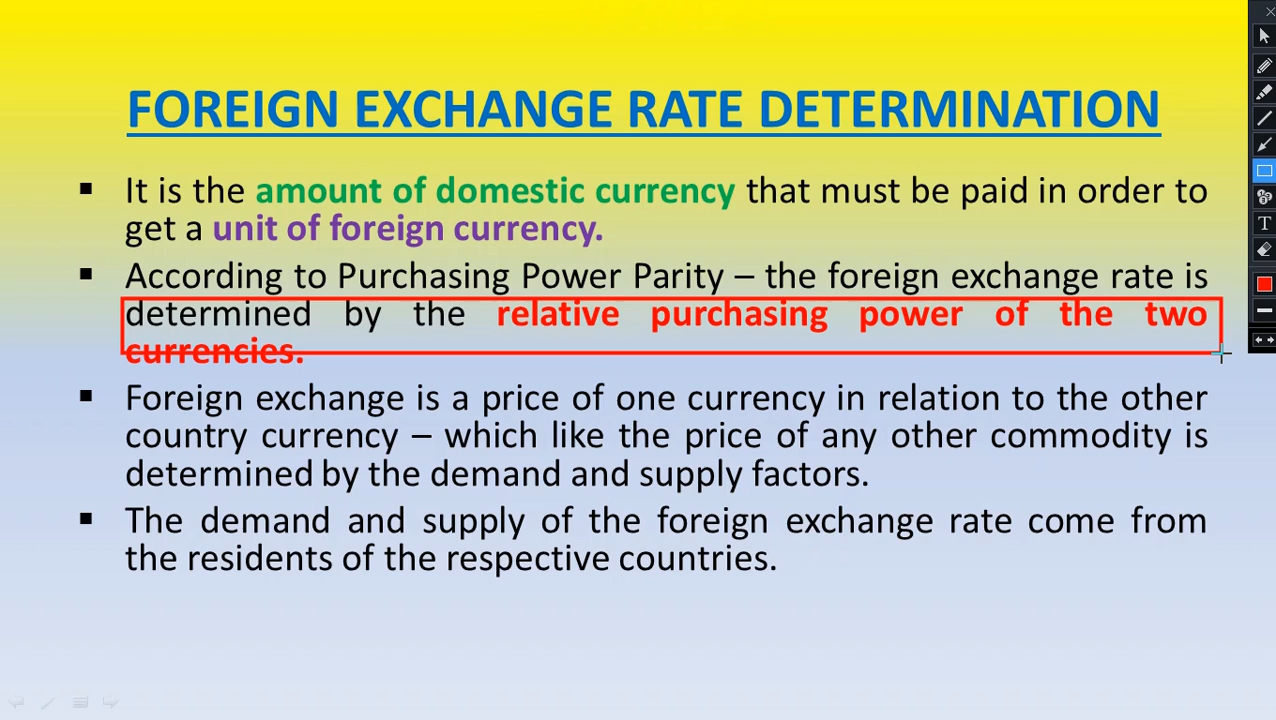 FOREIGN EXCHANGE RATE DETERMINATION
▪ It is the amount of domestic currency that must be paid in order to
get a unit of foreign currency.
▪ According to Purchasing Power Parity – the foreign exchange rate is
determined by the relative purchasing power of the two
currencies.
▪ Foreign exchange is a price of one currency in relation to the other
country currency – which like the price of any other commodity is
determined by the demand and supply factors.
▪ The demand and supply of the foreign exchange rate come from
the residents of the respective countries.